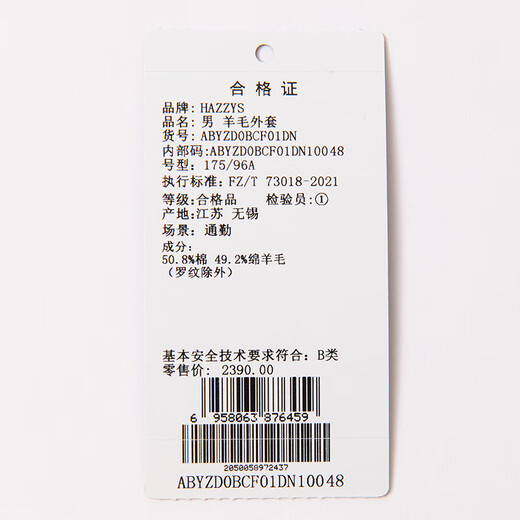 合格证
品牌: HAZZYS
品名: 男 羊毛外套
货号: ABYZD0BCF01DN
内部码:ABYZD0BCF01DN10048
号型: 175/96A
执行标准: FZ/T 73018-2021
等级:合格品 检验员:①
产地:江苏 无锡
场景: 通勤
成分:
50.8%棉 49.2%绵羊毛
（罗纹除外）
基本安全技术要求符合: B类
零售价: 2390.00
6 958063 876459
2050058972437
ABYZD0BCF01DN10048